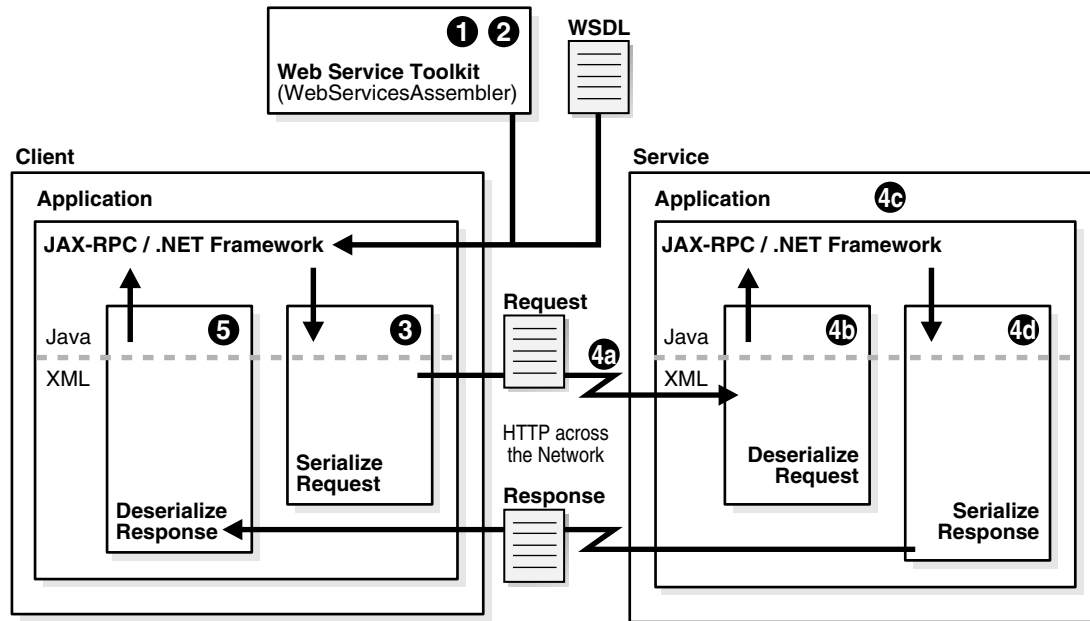 1 2
Web Service Toolkit
(WebServicesAssembler)
WSDL
Client
Application
JAX-RPC / .NET Framework
5
3
Java
XML
Serialize
Request
Deserialize
Response
Request
4a
HTTP across
the Network
Response
Service
Application
4c
JAX-RPC / .NET Framework
4b
4d
Java
XML
Deserialize
Request
Serialize
Response